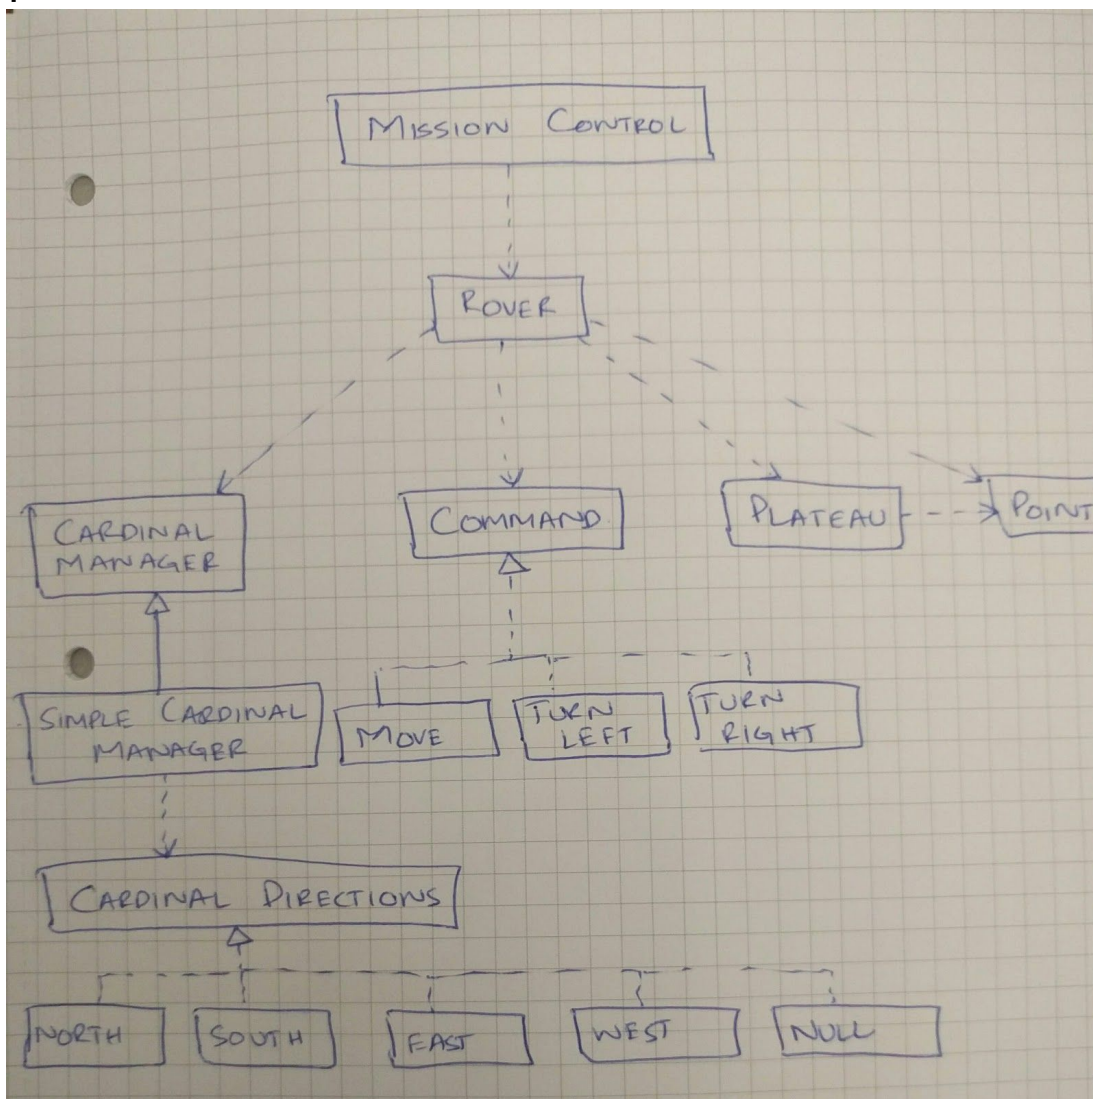 MISSION CONTROL
ROVER
CARDINAL
MANAGER
COMMAND
PLATEAU
POINT
SIMPLE CARDINAL
MANAGER
MOVE
TURN
LEFT
TURN
RIGHT
CARDINAL DIRECTIONS
NORTH
SOUTH
EAST
WEST
NULL